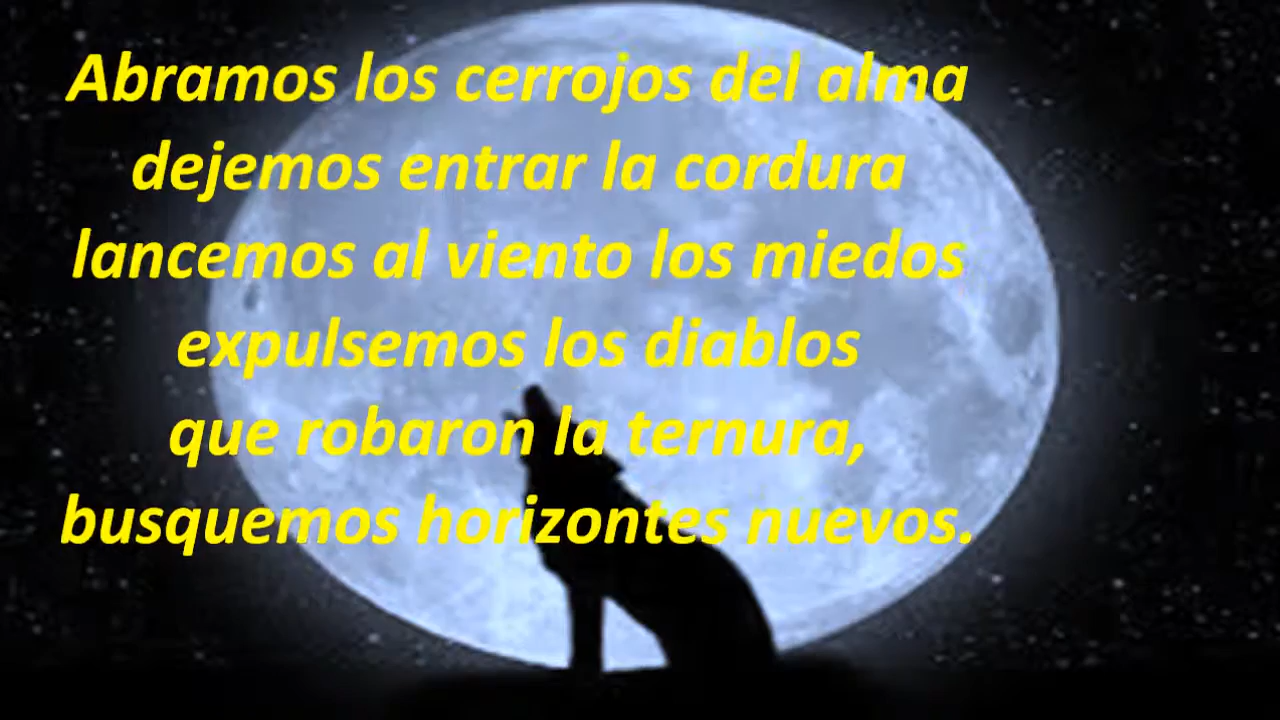 Abramos los cerrojos del alma
dejemos entrar la cordura
lancemos al viento los miedos
expulsemos los diablos
que robaron la ternura,
busquemos horizontes nuevos.